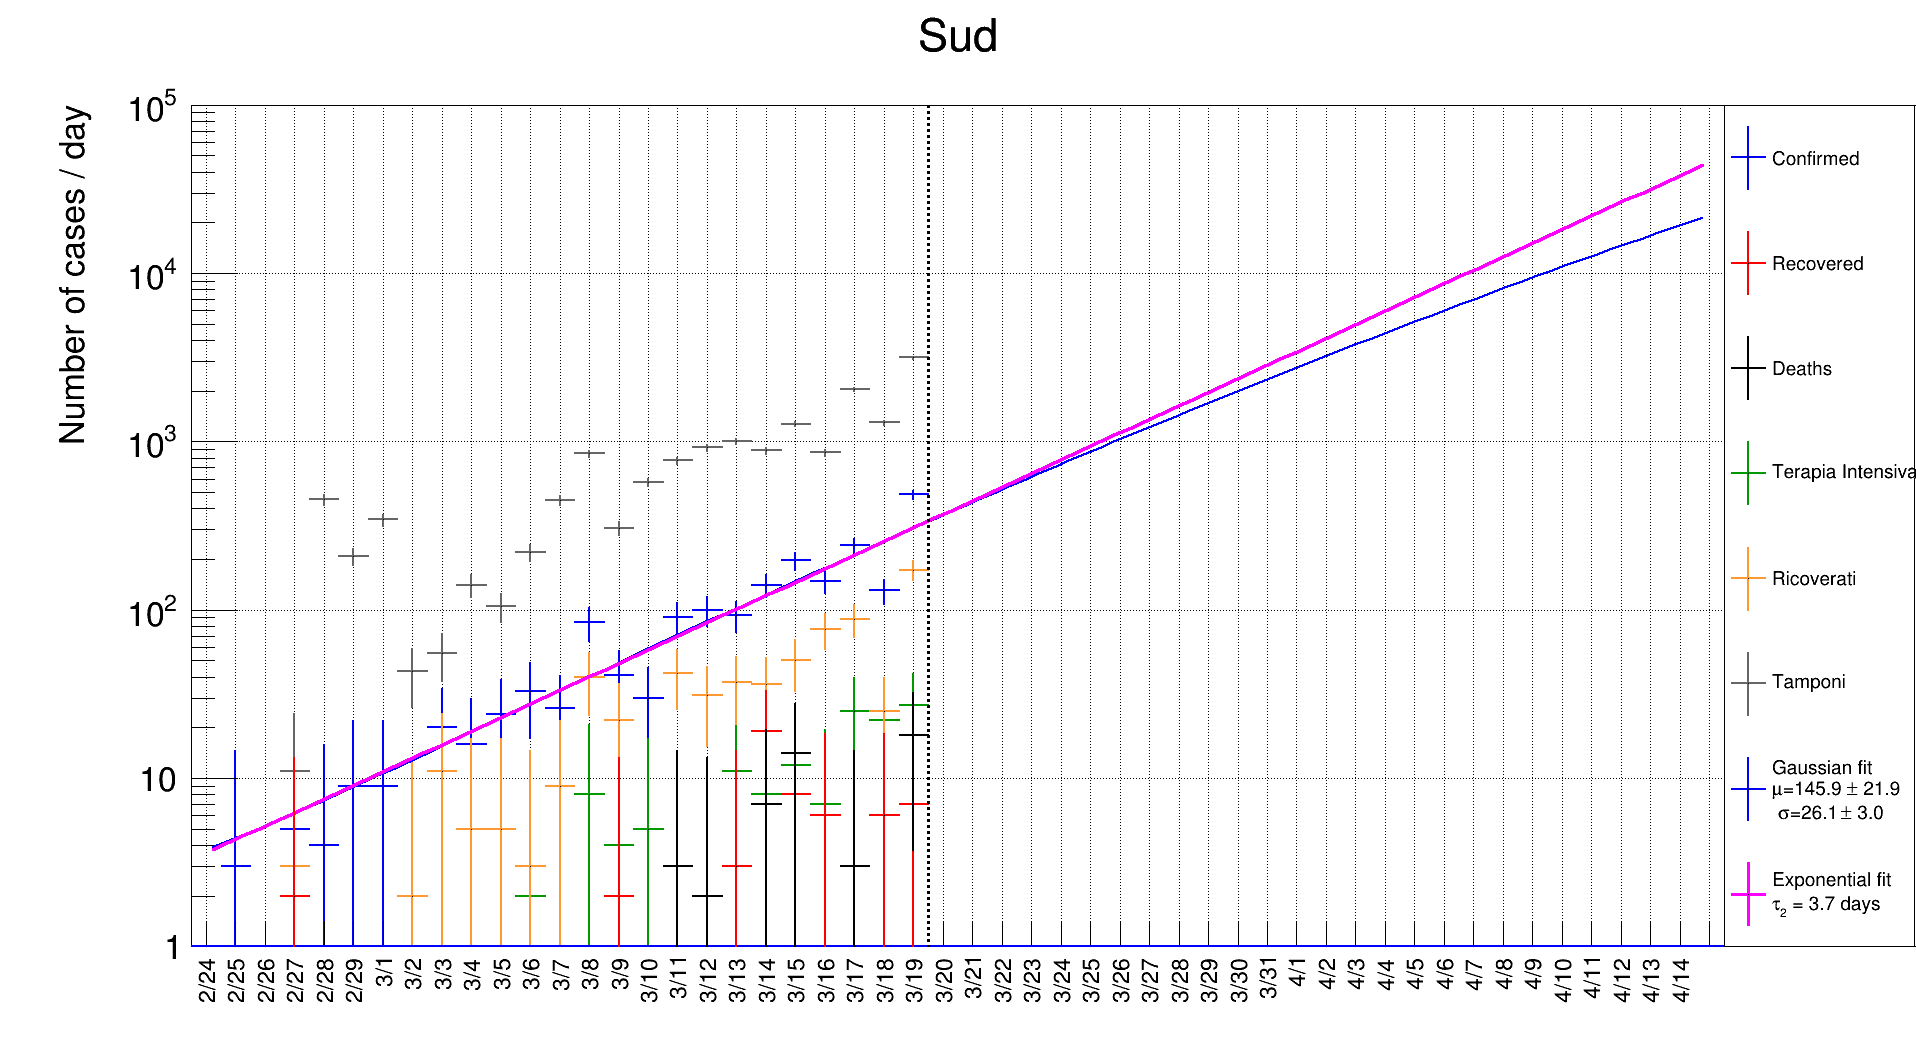 Sud
Number of cases / day
10^5
10^4
10^3
10^2
10
1
2/24 2/25 2/26 2/27 2/28 2/29 3/1 3/2 3/3 3/4 3/5 3/6 3/7 3/8 3/9 3/10 3/11 3/12 3/13 3/14 3/15 3/16 3/17 3/18 3/19 3/20 3/21 3/22 3/23 3/24 3/25 3/26 3/27 3/28 3/29 3/30 3/31 4/1 4/2 4/3 4/4 4/5 4/6 4/7 4/8 4/9 4/10 4/11 4/12 4/13 4/14
Confirmed
Recovered
Deaths
Terapia Intensiva
Ricoverati
Tamponi
Gaussian fit
μ=145.9 ± 21.9
σ=26.1 ± 3.0
Exponential fit
τ₂ = 3.7 days